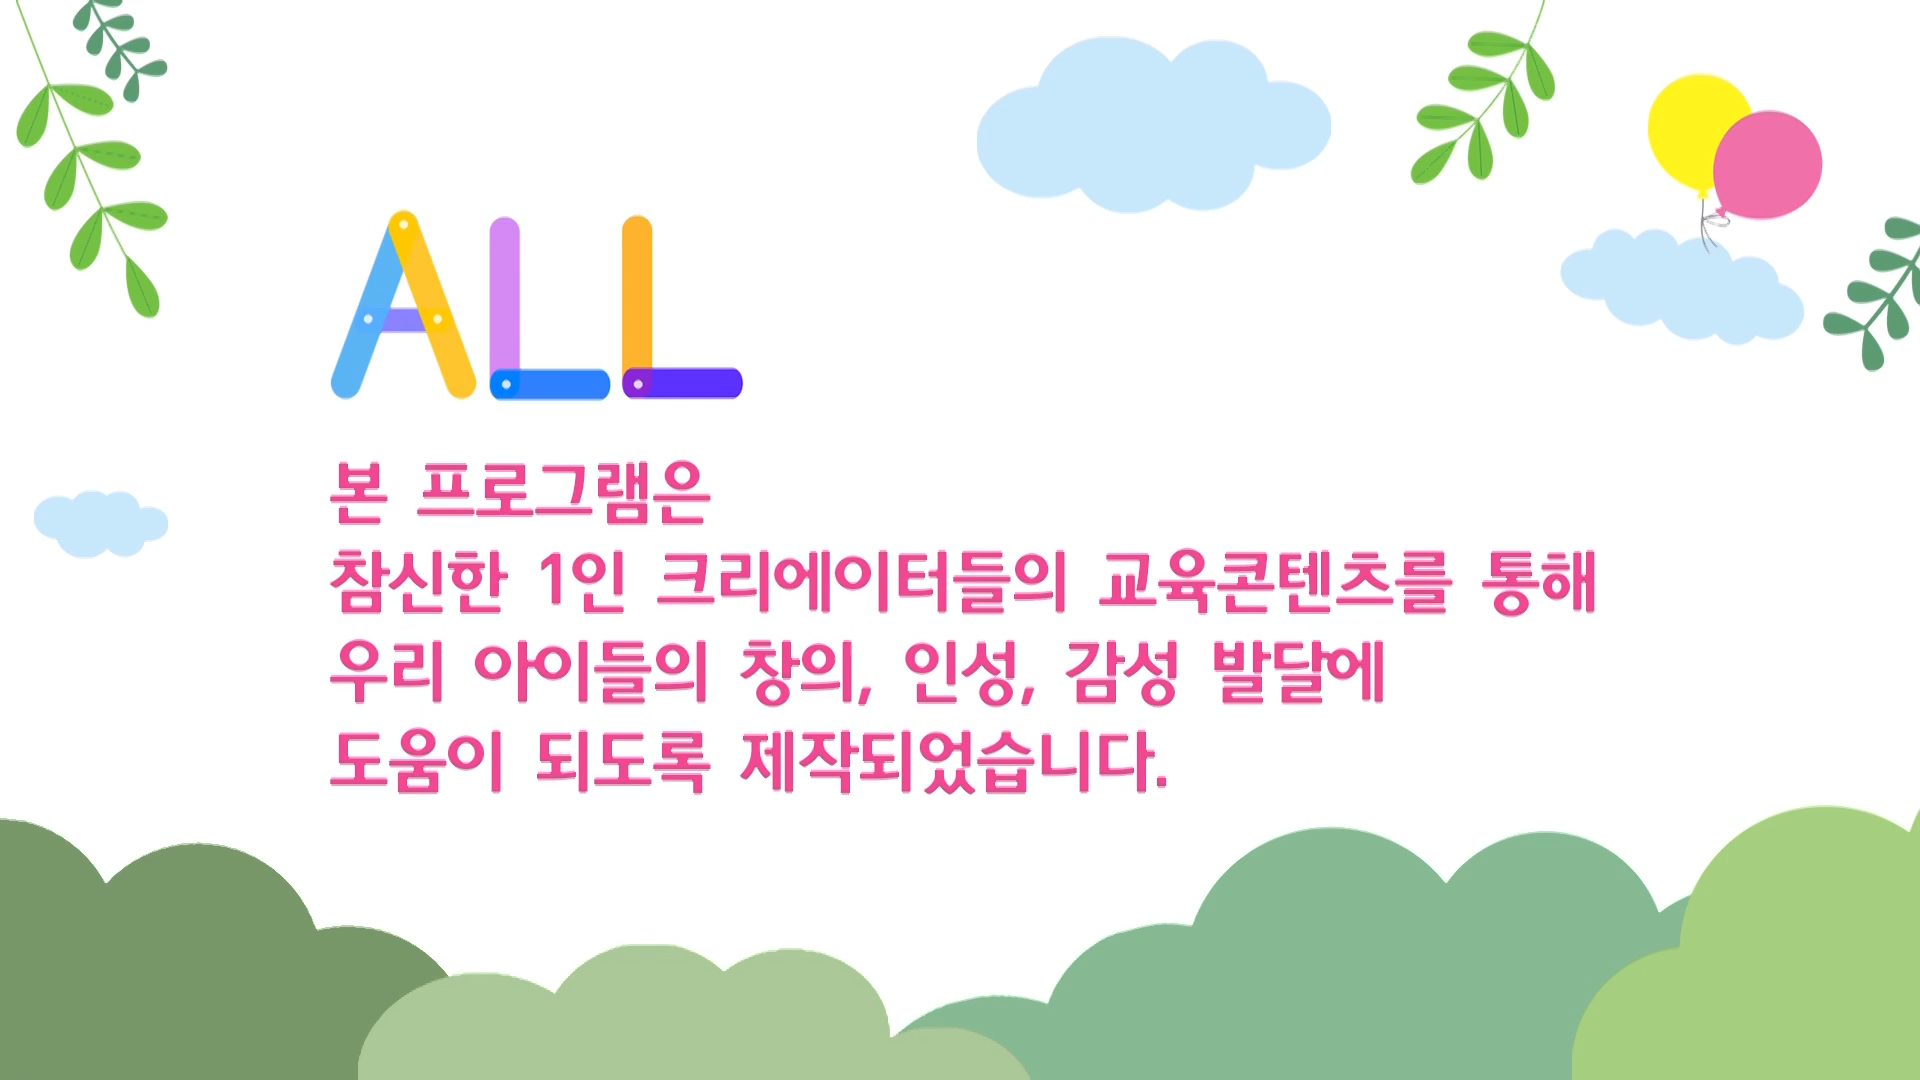 ALL
본 프로그램은
참신한 1인 크리에이터들의 교육콘텐츠를 통해
우리 아이들의 창의, 인성, 감성 발달에
도움이 되도록 제작되었습니다.